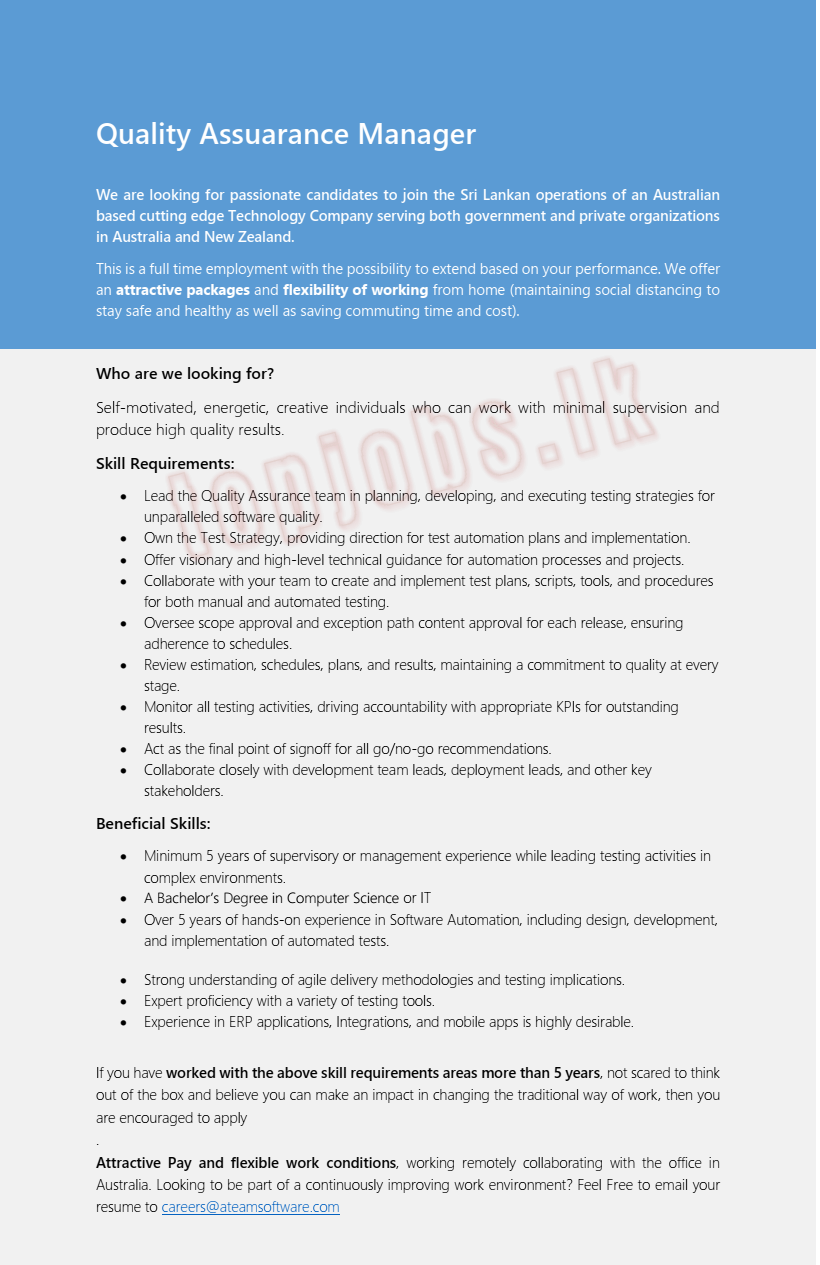 Quality Assuarance Manager
We are looking for passionate candidates to join the Sri Lankan operations of an Australian
based cutting edge Technology Company serving both government and private organizations
in Australia and New Zealand.
This is a full time employment with the possibility to extend based on your performance. We offer
an attractive packages and flexibility of working from home (maintaining social distancing to
stay safe and healthy as well as saving commuting time and cost).
Who are we looking for?
Self-motivated, energetic, creative individuals who can work with minimal supervision and
produce high quality results.
topjobs.lk
Skill Requirements:
• Lead the Quality Assurance team in planning, developing, and executing testing strategies for
unparalleled software quality.
• Own the Test Strategy, providing direction for test automation plans and implementation.
• Offer visionary and high-level technical guidance for automation processes and projects.
• Collaborate with your team to create and implement test plans, scripts, tools, and procedures
for both manual and automated testing.
• Oversee scope approval and exception path content approval for each release, ensuring
adherence to schedules.
• Review estimation, schedules, plans, and results, maintaining a commitment to quality at every
stage.
• Monitor all testing activities, driving accountability with appropriate KPIs for outstanding
results.
• Act as the final point of signoff for all go/no-go recommendations.
• Collaborate closely with development team leads, deployment leads, and other key
stakeholders.
Beneficial Skills:
• Minimum 5 years of supervisory or management experience while leading testing activities in
complex environments.
• A Bachelor's Degree in Computer Science or IT
• Over 5 years of hands-on experience in Software Automation, including design, development,
and implementation of automated tests.
• Strong understanding of agile delivery methodologies and testing implications.
• Expert proficiency with a variety of testing tools.
• Experience in ERP applications, Integrations, and mobile apps is highly desirable.
If you have worked with the above skill requirements areas more than 5 years, not scared to think
out of the box and believe you can make an impact in changing the traditional way of work, then you
are encouraged to apply
.
Attractive Pay and flexible work conditions, working remotely collaborating with the office in
Australia. Looking to be part of a continuously improving work environment? Feel Free to email your
resume to careers@ateamsoftware.com